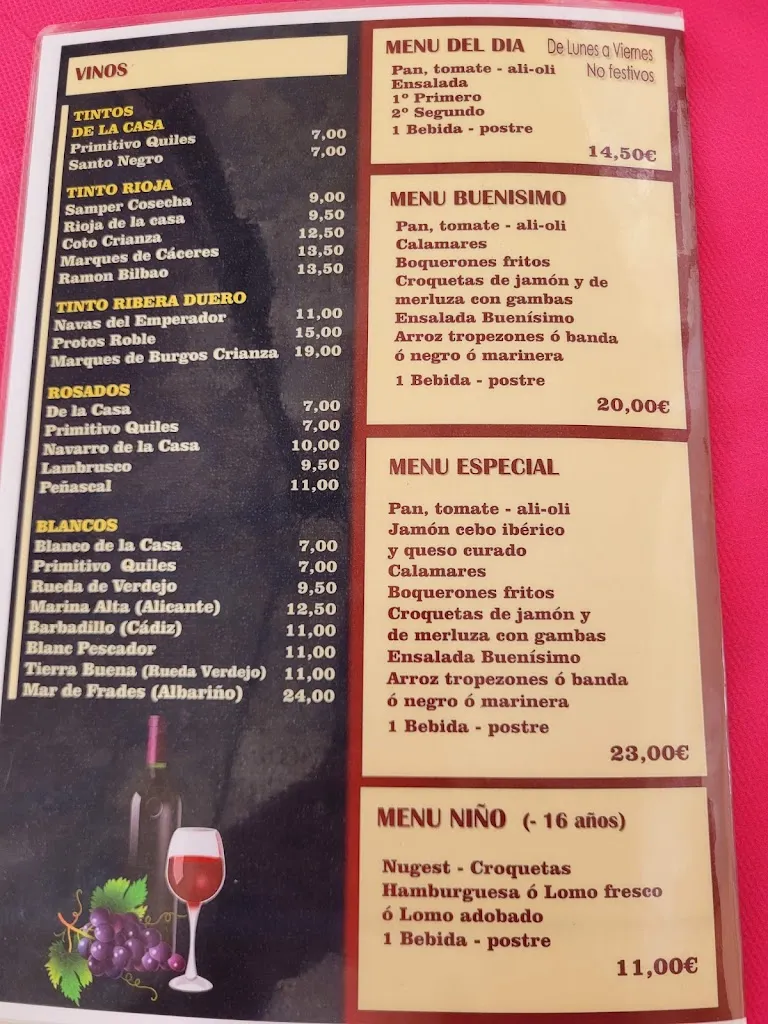 VINOS
TINTOS
DE LA CASA
Primitivo Quiles 7,00
Santo Negro 7,00
TINTO RIOJA
Samper Cosecha 9,00
Rioja de la casa 9,50
Coto Crianza 12,50
Marques de Cáceres 13,50
Ramon Bilbao 13,50
TINTO RIBERA DUERO
Navas del Emperador 11,00
Protos Roble 15,00
Marques de Burgos Crianza 19,00
ROSADOS
De la Casa 7,00
Primitivo Quiles 7,00
Navarro de la Casa 10,00
Lambrusco 9,50
Peñascal 11,00
BLANCOS
Blanco de la Casa 7,00
Primitivo Quiles 7,00
Rueda de Verdejo 9,50
Marina Alta (Alicante) 12,50
Barbadillo (Cádiz) 11,00
Blanc Pescador 11,00
Tierra Buena (Rueda Verdejo) 11,00
Mar de Frades (Albariño) 24,00
MENU DEL DIA De Lunes a Viernes
No festivos
Pan, tomate - ali-oli
Ensalada
1º Primero
2º Segundo
1 Bebida - postre
14,50€
MENU BUENISIMO
Pan, tomate - ali-oli
Calamares
Boquerones fritos
Croquetas de jamón y de
merluza con gambas
Ensalada Buenísimo
Arroz tropezones ó banda
ó negro ó marinera
1 Bebida - postre
20,00€
MENU ESPECIAL
Pan, tomate - ali-oli
Jamón cebo ibérico
y queso curado
Calamares
Boquerones fritos
Croquetas de jamón y
de merluza con gambas
Ensalada Buenísimo
Arroz tropezones ó banda
ó negro ó marinera
1 Bebida - postre
23,00€
MENU NIÑO (- 16 años)
Nugest - Croquetas
Hamburguesa ó Lomo fresco
ó Lomo adobado
1 Bebida - postre
11,00€